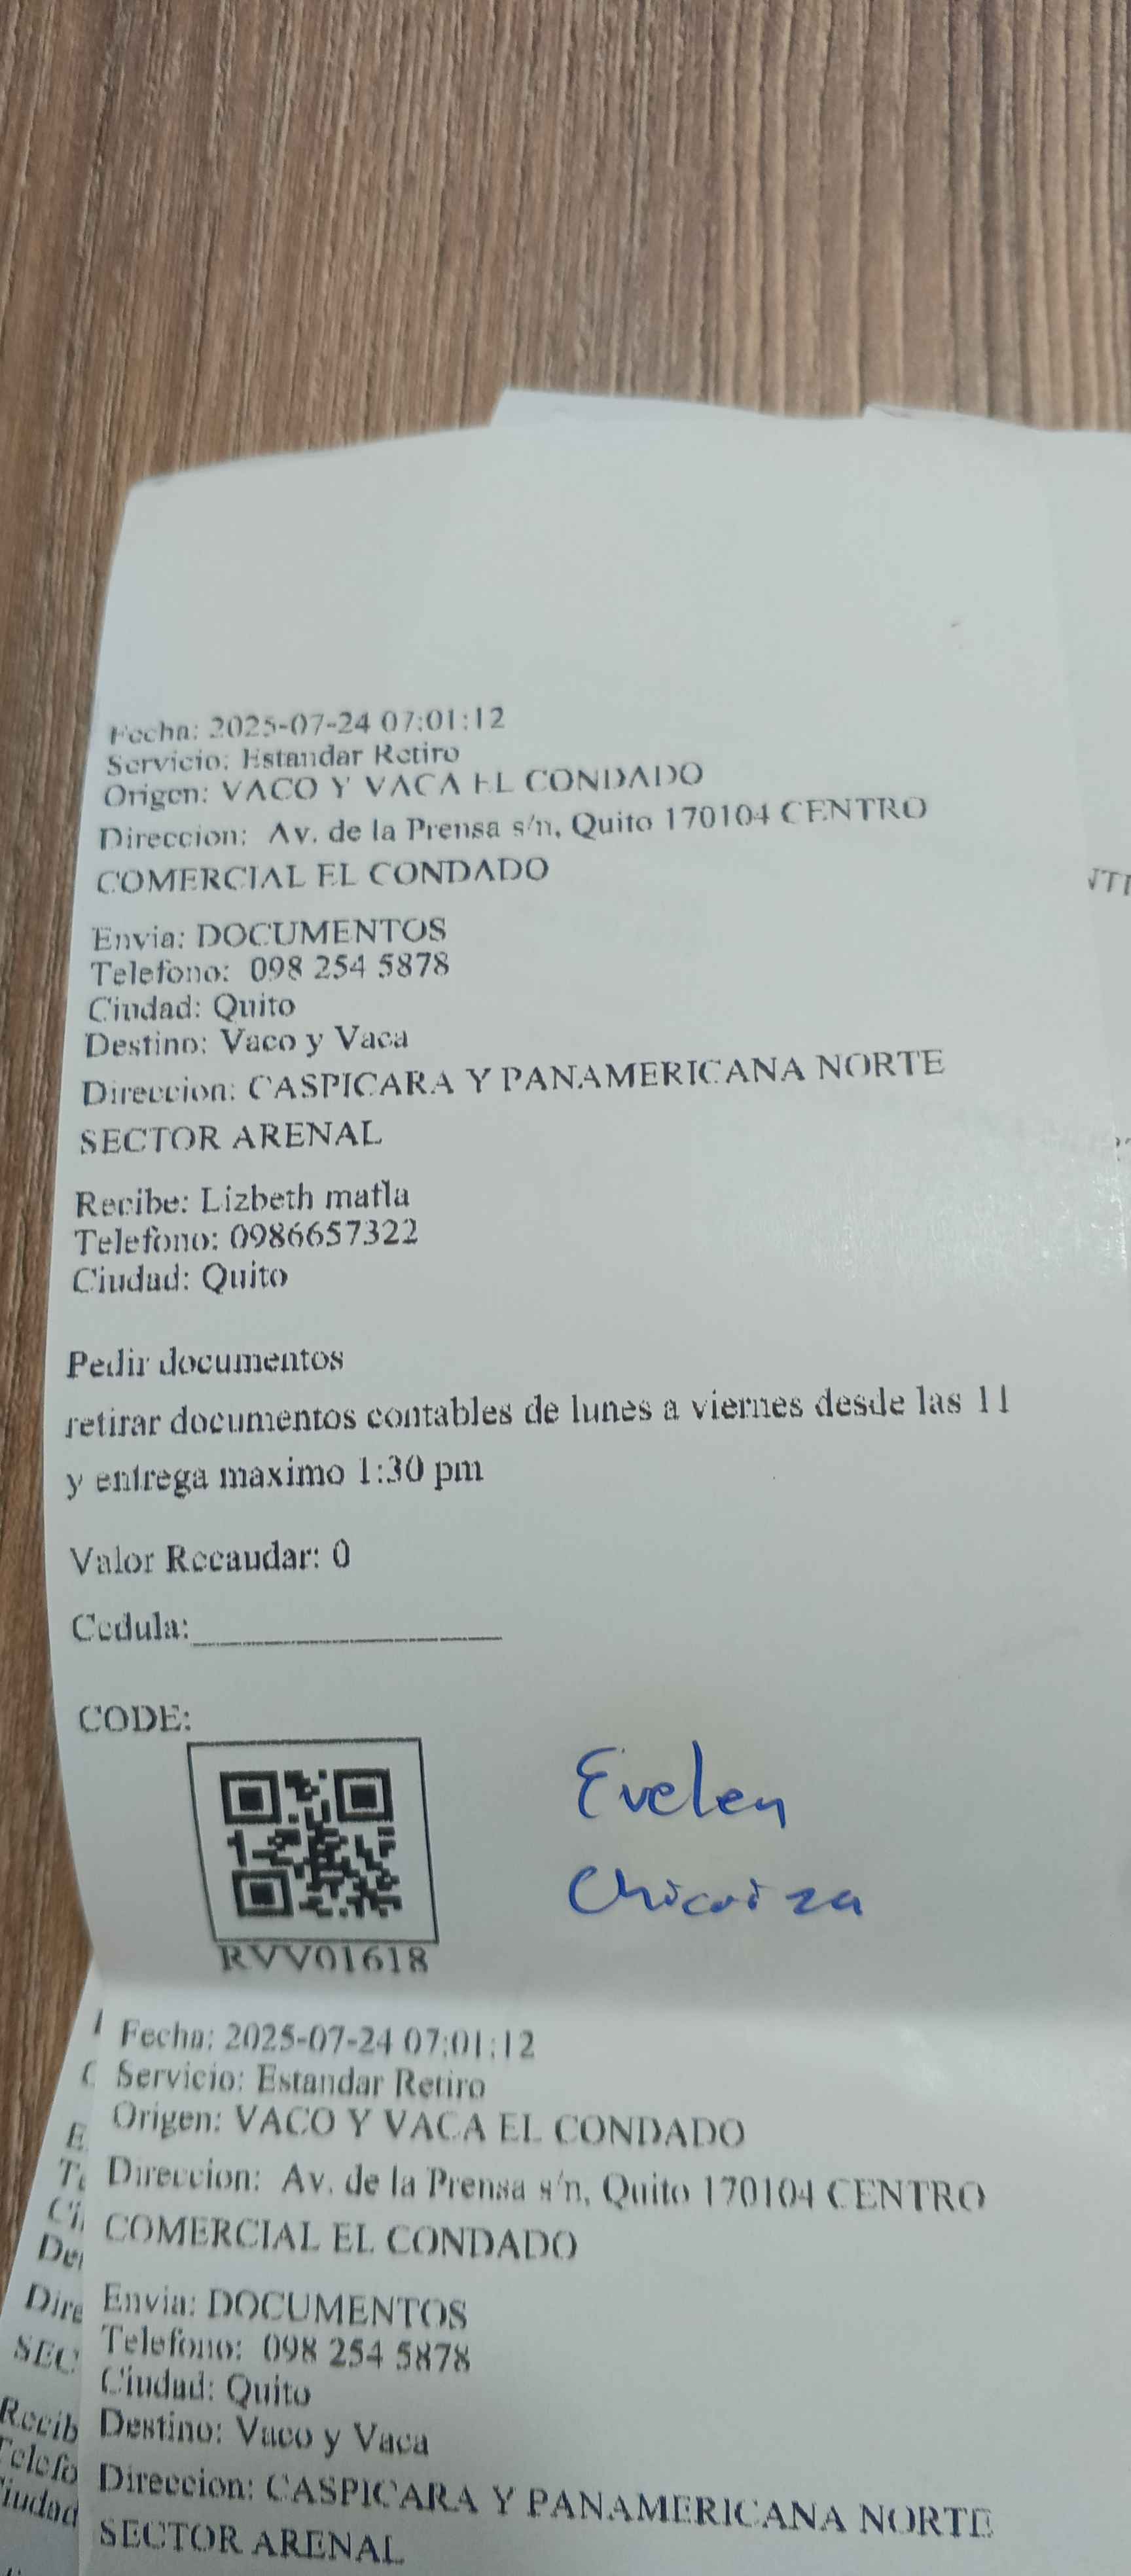 Fecha: 2025-07-24 07:01:12
Servicio: Estandar Retiro
Origen: VACO Y VACA EL CONDADO
Direccion: Av. de la Prensa s/n, Quito 170104 CENTRO
COMERCIAL EL CONDADO
Envia: DOCUMENTOS
Telefono: 098 254 5878
Ciudad: Quito
Destino: Vaco y Vaca
Direccion: CASPICARA Y PANAMERICANA NORTE
SECTOR ARENAL
Recibe: Lizbeth matla
Telefono: 0986657322
Ciudad: Quito
Pedir documentos
retirar documentos contables de lunes a viernes desde las 11
y entrega maximo 1:30 pm
Valor Recaudar: 0
Cedula:
CODE:
Evelen
RVV01618
Fecha: 2025-07-24 07:01:12
Servicio: Estandar Retiro
Origen: VACO Y VACA EL CONDADO
Direccion: Av. de la Prensa s/n, Quito 170104 CENTRO
COMERCIAL EL CONDADO
Envia: DOCUMENTOS
Telefono: 098 254 5878
Ciudad: Quito
Destino: Vaco y Vaca
Direccion: CASPICARA Y PANAMERICANA NORTE
SECTOR ARENAL